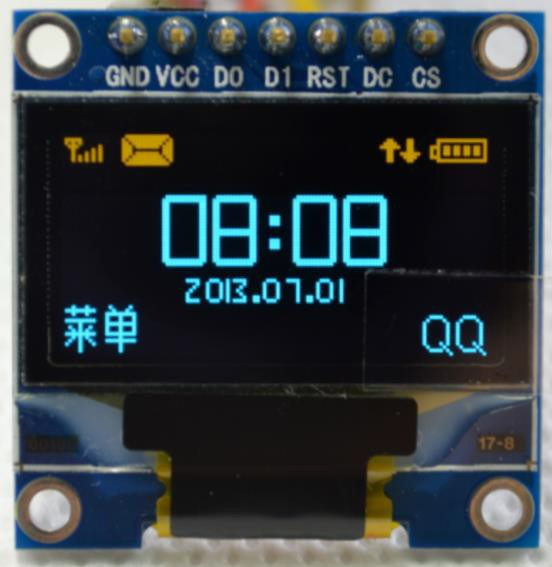 GND VCC D0 D1 RST DC CS
08:08
2013.07.01
菜单 QQ
17-8